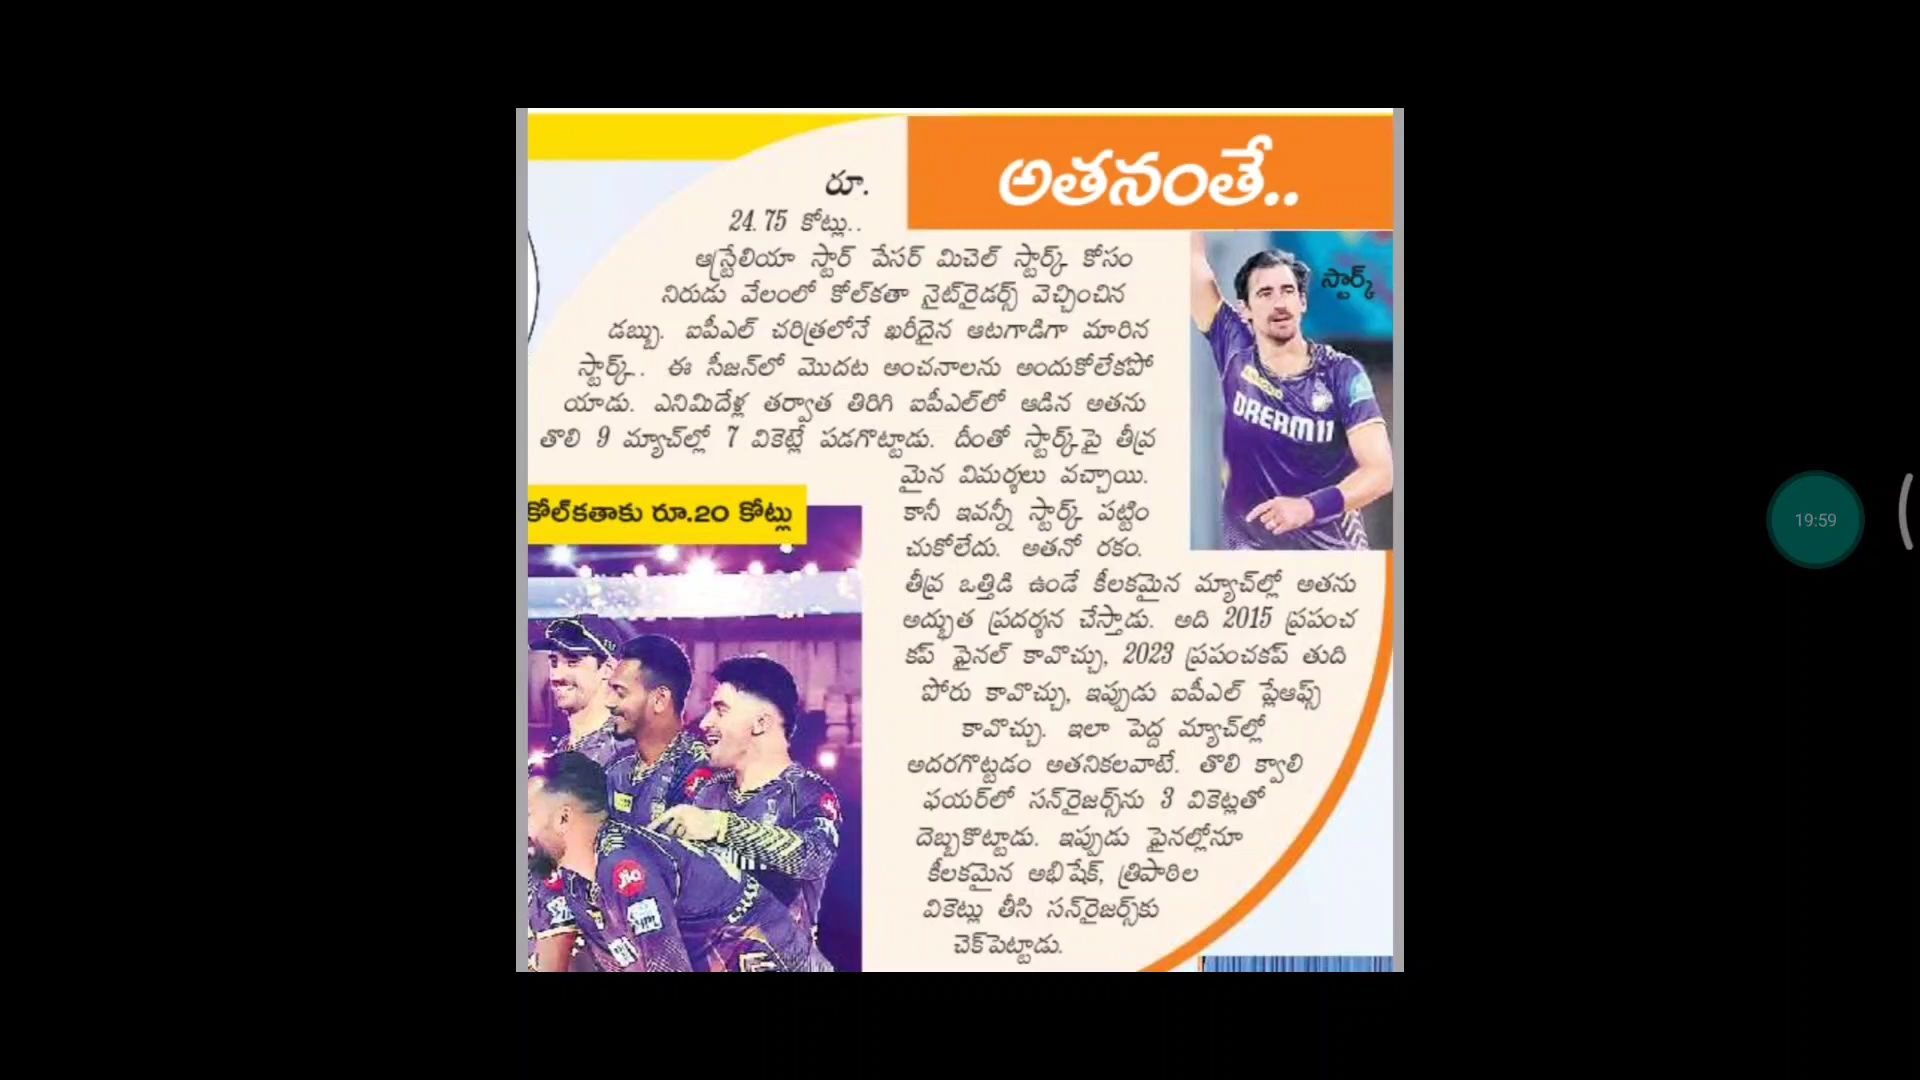 అతనంతే..
రూ.
24.75 కోట్లు..
ఆస్ట్రేలియా స్టార్ పేసర్ మిచెల్ స్టార్క్ కోసం
నిరుడు వేలంలో కోల్‌కతా నైట్‌రైడర్స్ వెచ్చించిన
డబ్బు. ఐపీఎల్ చరిత్రలోనే ఖరీదైన ఆటగాడిగా మారిన
స్టార్క్.. ఈ సీజన్‌లో మొదట అంచనాలను అందుకోలేకపో
యాడు. ఎనిమిదేళ్ల తర్వాత తిరిగి ఐపీఎల్‌లో ఆడిన అతను
తొలి 9 మ్యాచ్‌ల్లో 7 వికెట్లే పడగొట్టాడు. దీంతో స్టార్క్‌పై తీవ్ర
మైన విమర్శలు వచ్చాయి.
కానీ ఇవన్నీ స్టార్క్ పట్టిం
చుకోలేదు. అతనో రకం.
తీవ్ర ఒత్తిడి ఉండే కీలకమైన మ్యాచ్‌ల్లో అతను
అద్భుత ప్రదర్శన చేస్తాడు. అది 2015 ప్రపంచ
కప్ ఫైనల్ కావొచ్చు, 2023 ప్రపంచకప్ తుది
పోరు కావొచ్చు, ఇప్పుడు ఐపీఎల్ ప్లేఆఫ్స్
కావొచ్చు. ఇలా పెద్ద మ్యాచ్‌ల్లో
అదరగొట్టడం అతనికలవాటే. తొలి క్వాలి
ఫయర్‌లో సన్‌రైజర్స్‌ను 3 వికెట్లతో
దెబ్బకొట్టాడు. ఇప్పుడు ఫైనల్లోనూ
కీలకమైన అభిషేక్, త్రిపాఠిల
వికెట్లు తీసి సన్‌రైజర్స్‌కు
చెక్‌పెట్టాడు.
స్టార్క్
DREAM11
కోల్‌కతాకు రూ.20 కోట్లు
Jio
19:59